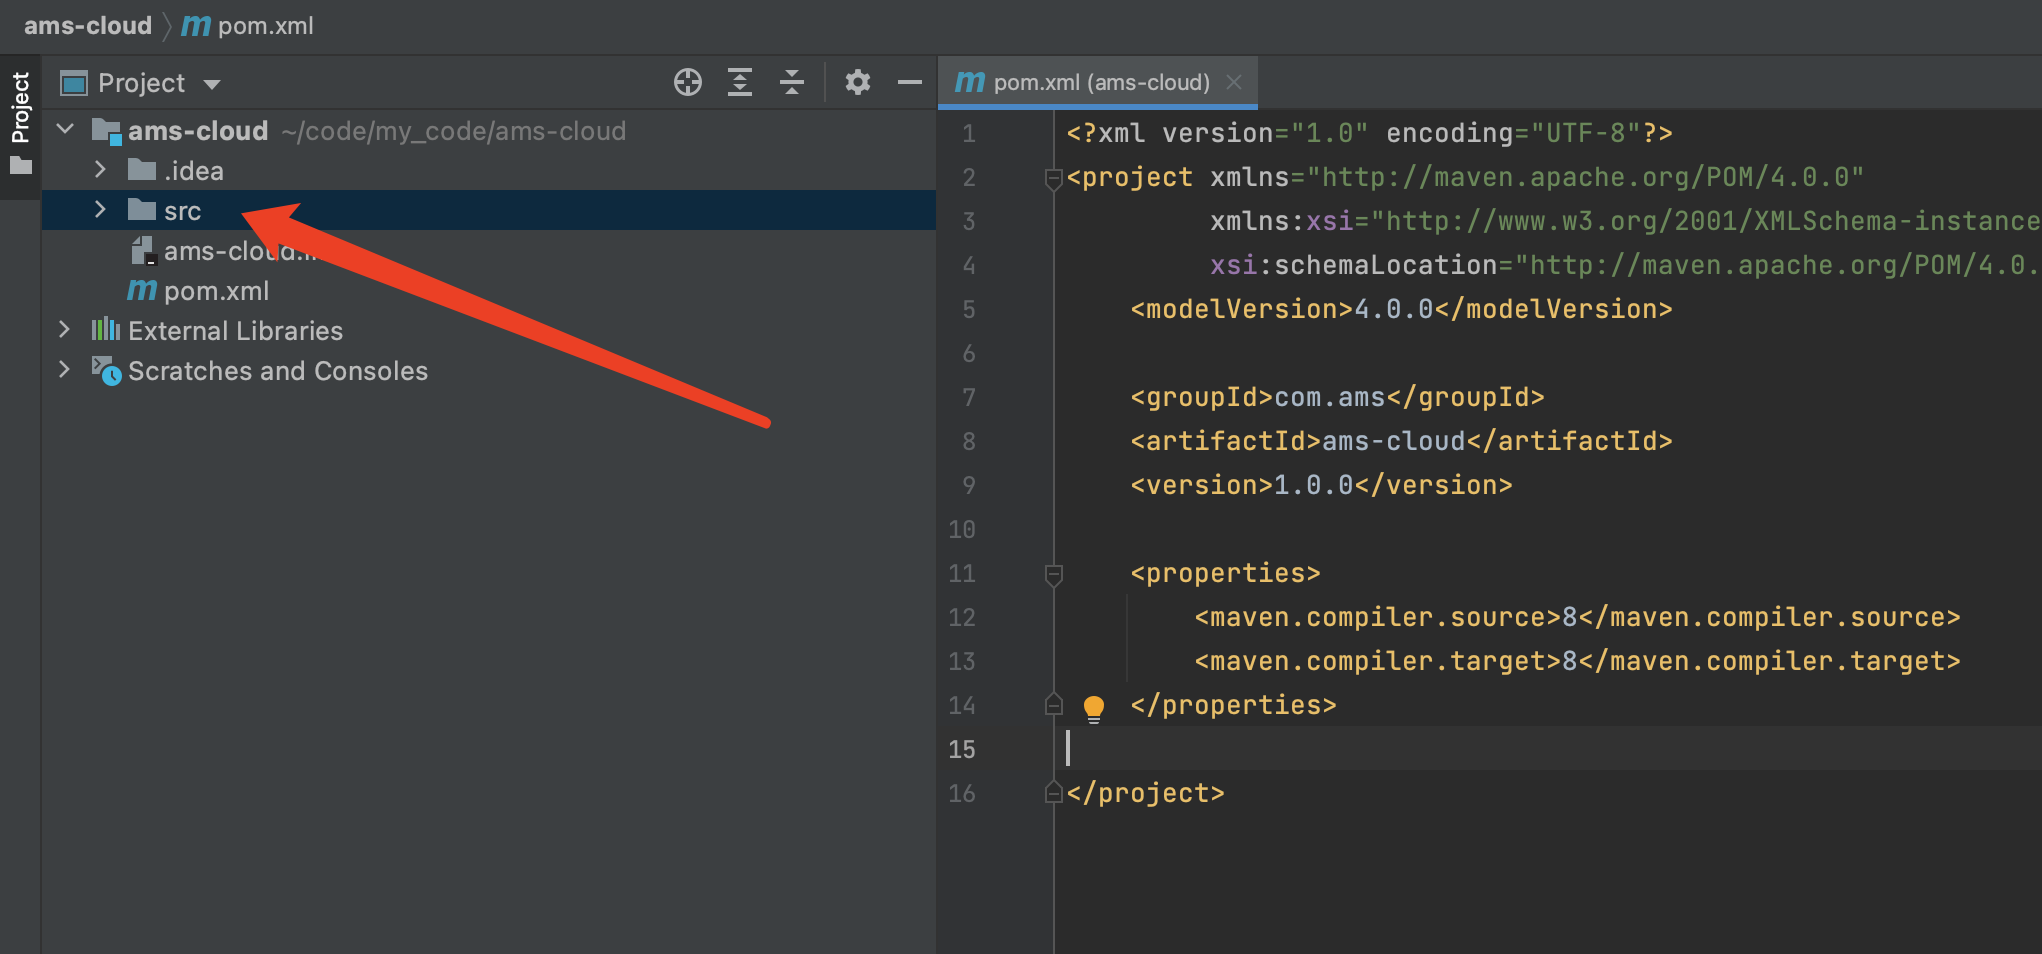 ams-cloud pom.xml
Project
Project
pom.xml (ams-cloud)
ams-cloud ~/code/my_code/ams-cloud
.idea
src
ams-cloud.
pom.xml
External Libraries
Scratches and Consoles
1 <?xml version="1.0" encoding="UTF-8"?>
2 <project xmlns="http://maven.apache.org/POM/4.0.0"
3 xmlns:xsi="http://www.w3.org/2001/XMLSchema-instance
4 xsi:schemaLocation="http://maven.apache.org/POM/4.0.
5 <modelVersion>4.0.0</modelVersion>
6
7 <groupId>com.ams</groupId>
8 <artifactId>ams-cloud</artifactId>
9 <version>1.0.0</version>
10
11 <properties>
12 <maven.compiler.source>8</maven.compiler.source>
13 <maven.compiler.target>8</maven.compiler.target>
14 </properties>
15
16 </project>